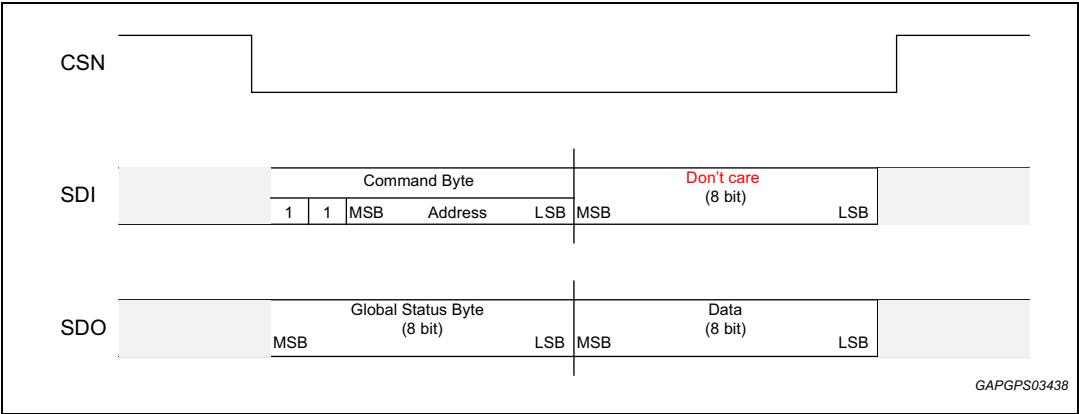 CSN
SDI
Command Byte
1 1 MSB Address LSB
Don't care
(8 bit)
MSB LSB
SDO
Global Status Byte
(8 bit)
MSB LSB
Data
(8 bit)
MSB LSB
GAPGPS03438